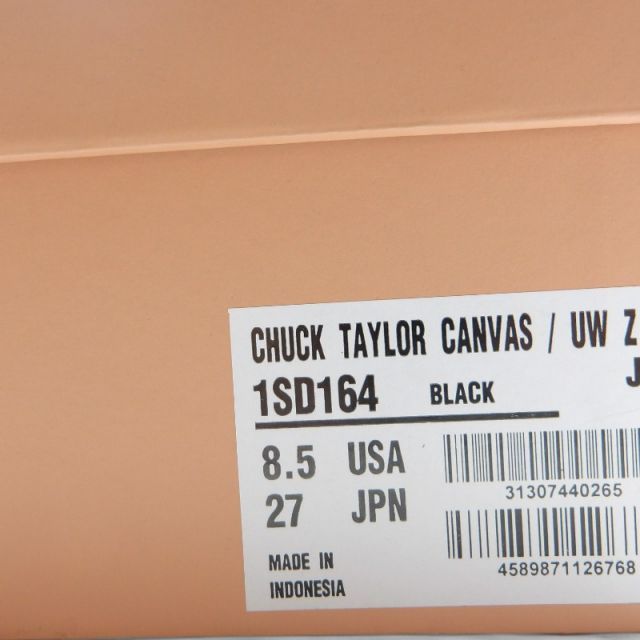 CHUCK TAYLOR CANVAS / UW Z
1SD164 BLACK J
8.5 USA
27 JPN
31307440265
4589871126768
MADE IN
INDONESIA